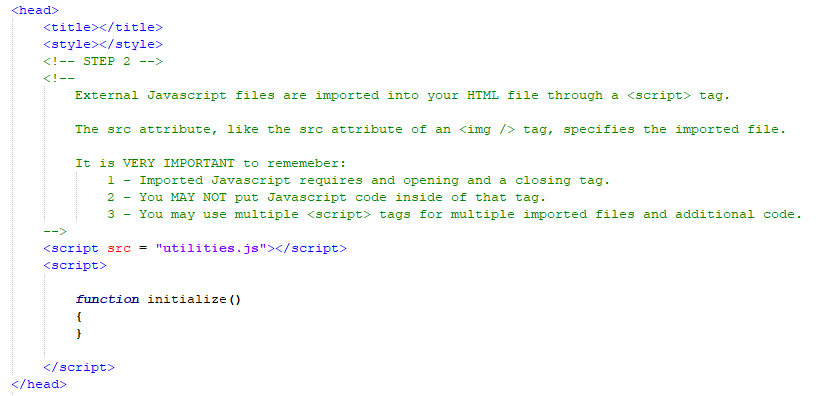 <head>
<title></title>
<style></style>
<!-- STEP 2 -->
<!--
External Javascript files are imported into your HTML file through a <script> tag.
The src attribute, like the src attribute of an <img /> tag, specifies the imported file.
It is VERY IMPORTANT to rememeber:
1 - Imported Javascript requires and opening and a closing tag.
2 - You MAY NOT put Javascript code inside of that tag.
3 - You may use multiple <script> tags for multiple imported files and additional code.
-->
<script src = "utilities.js"></script>
<script>
function initialize()
{
}
</script>
</head>